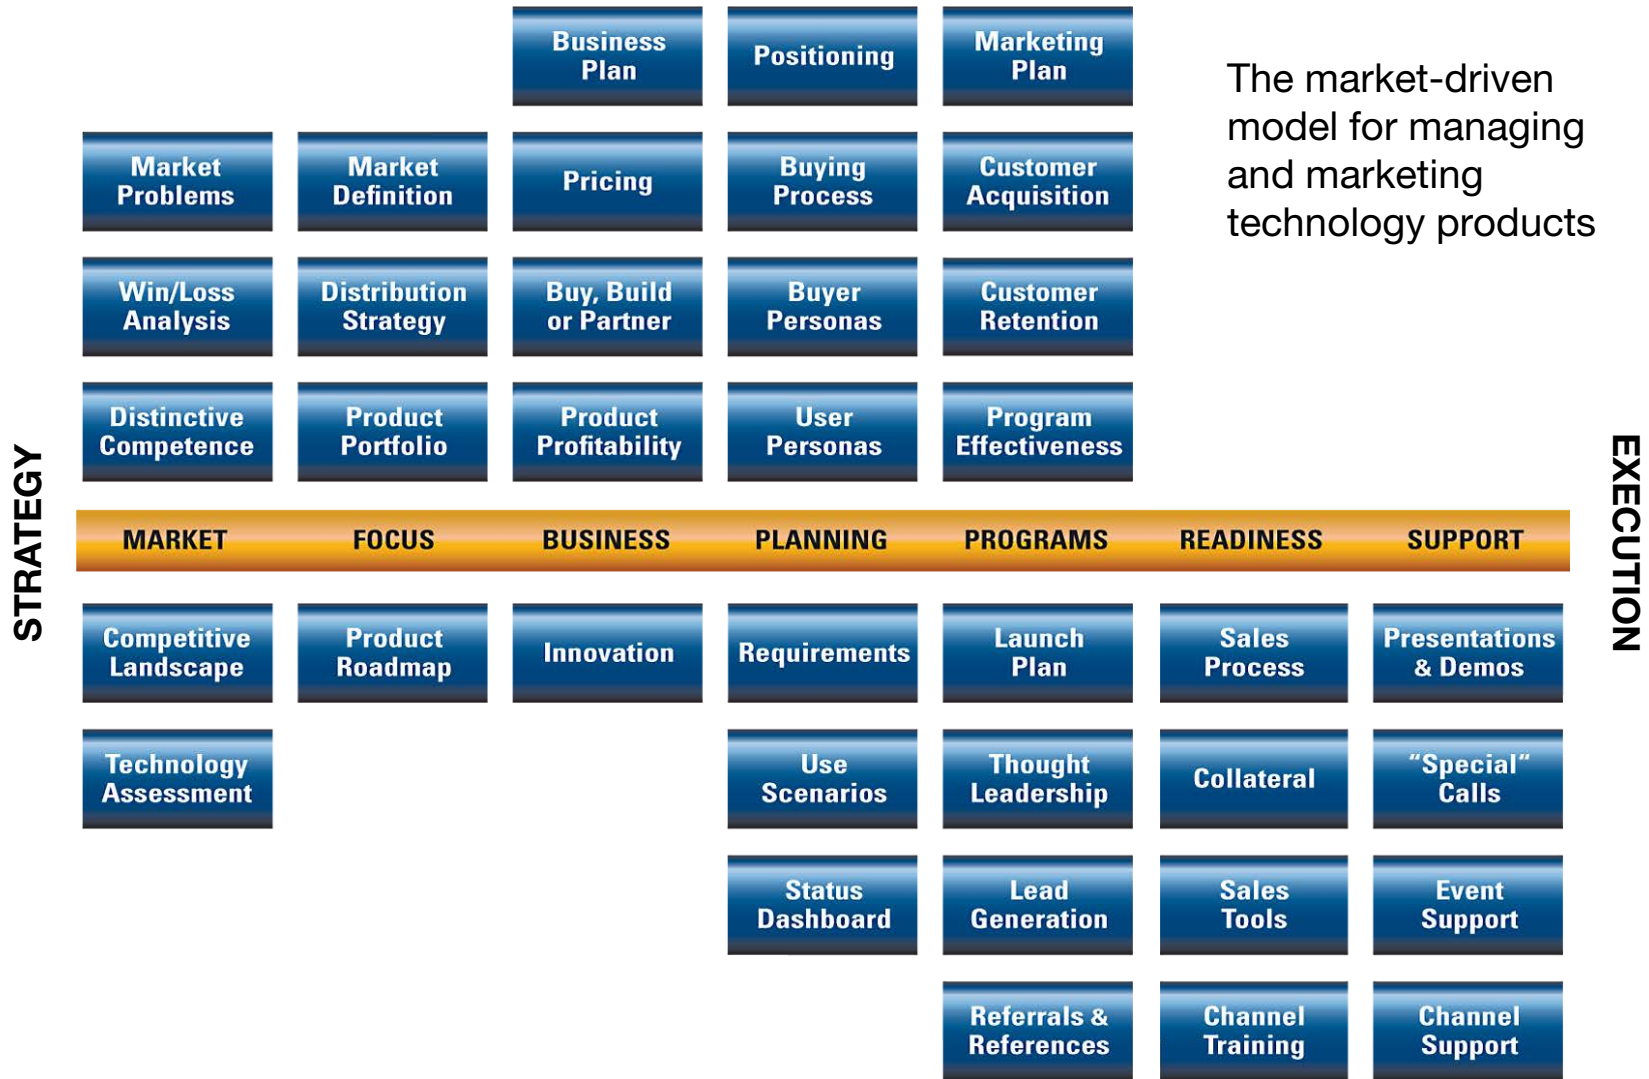 Business
Plan
Positioning
Marketing
Plan
The market-driven
model for managing
and marketing
technology products
Market
Problems
Market
Definition
Pricing
Buying
Process
Customer
Acquisition
Win/Loss
Analysis
Distribution
Strategy
Buy, Build
or Partner
Buyer
Personas
Customer
Retention
Distinctive
Competence
Product
Portfolio
Product
Profitability
User
Personas
Program
Effectiveness
STRATEGY
MARKET
FOCUS
BUSINESS
PLANNING
PROGRAMS
READINESS
SUPPORT
EXECUTION
Competitive
Landscape
Product
Roadmap
Innovation
Requirements
Launch
Plan
Sales
Process
Presentations
& Demos
Technology
Assessment
Use
Scenarios
Thought
Leadership
Collateral
“Special”
Calls
Status
Dashboard
Lead
Generation
Sales
Tools
Event
Support
Referrals &
References
Channel
Training
Channel
Support